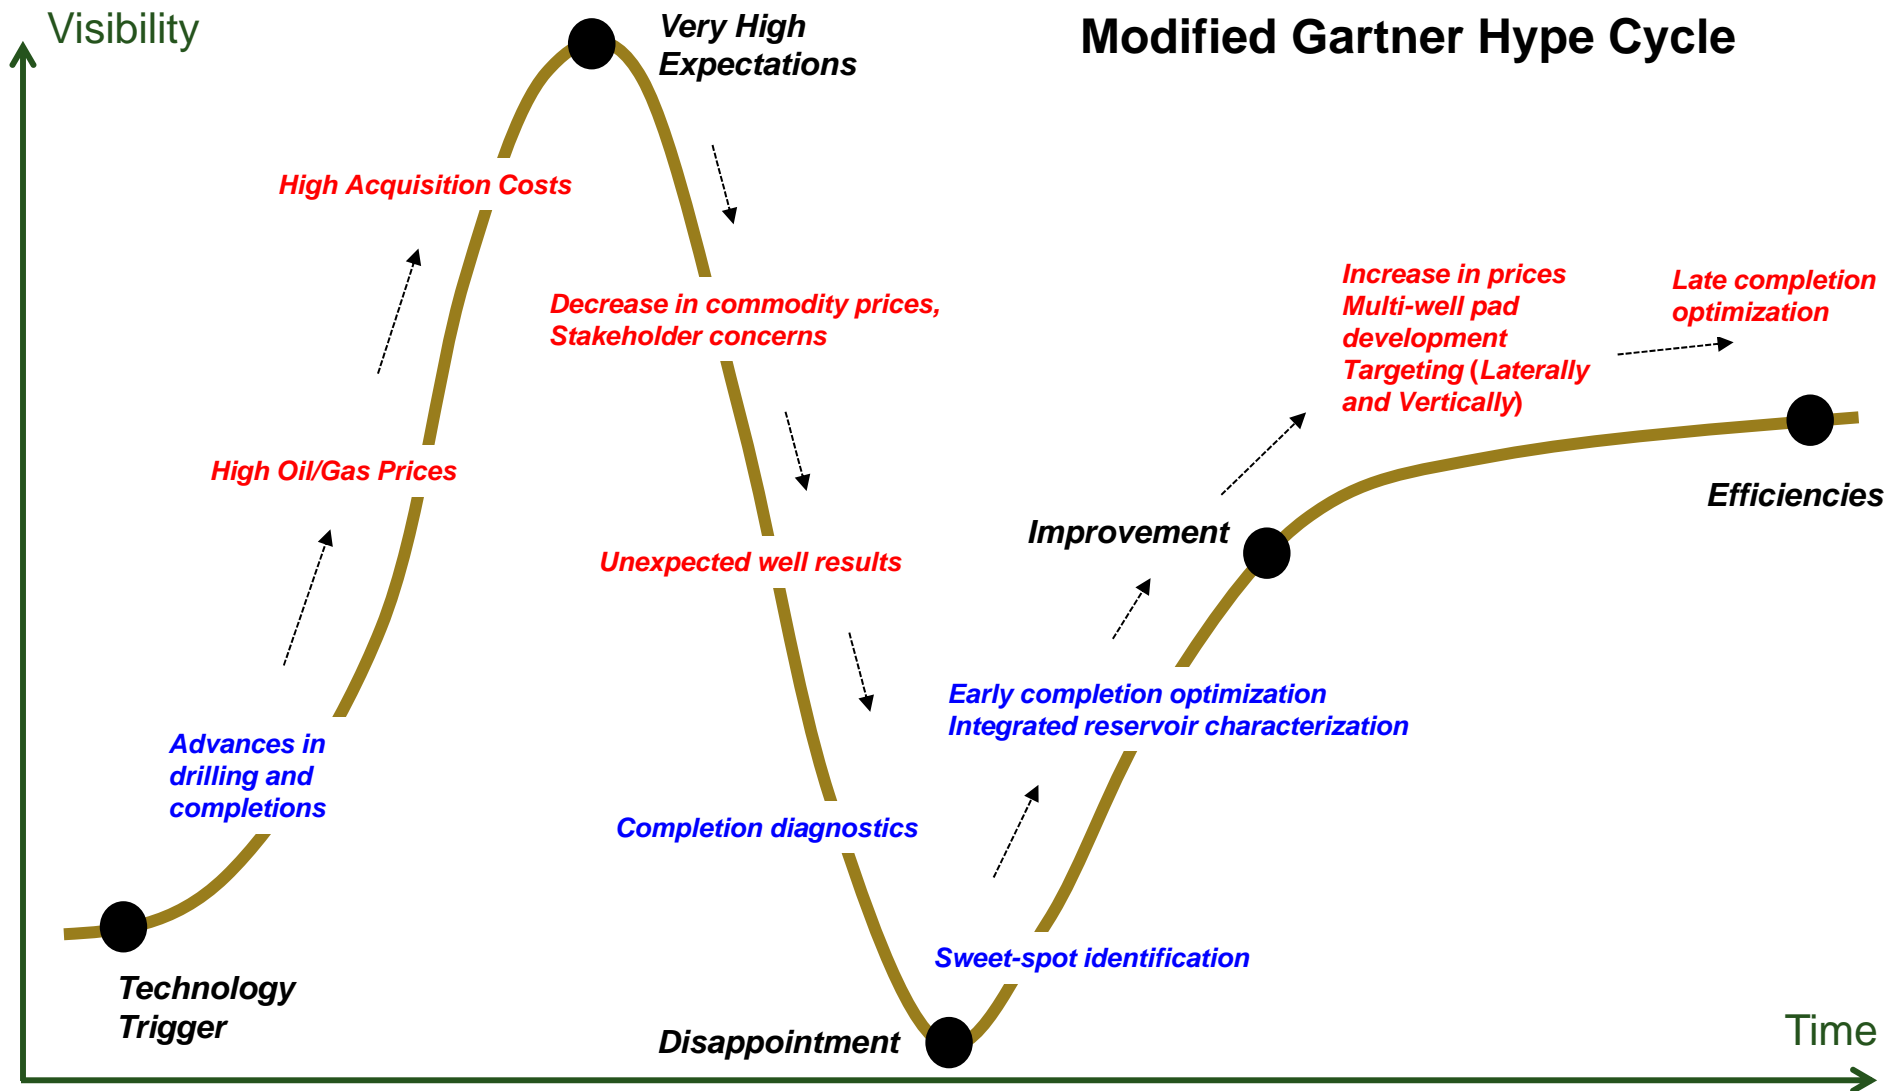 Visibility
Very High
Expectations
Modified Gartner Hype Cycle
High Acquisition Costs
Decrease in commodity prices,
Stakeholder concerns
Increase in prices
Multi-well pad
development
Targeting (Laterally
and Vertically)
Late completion
optimization
High Oil/Gas Prices
Efficiencies
Improvement
Unexpected well results
Early completion optimization
Integrated reservoir characterization
Advances in
drilling and
completions
Completion diagnostics
Sweet-spot identification
Technology
Trigger
Disappointment
Time